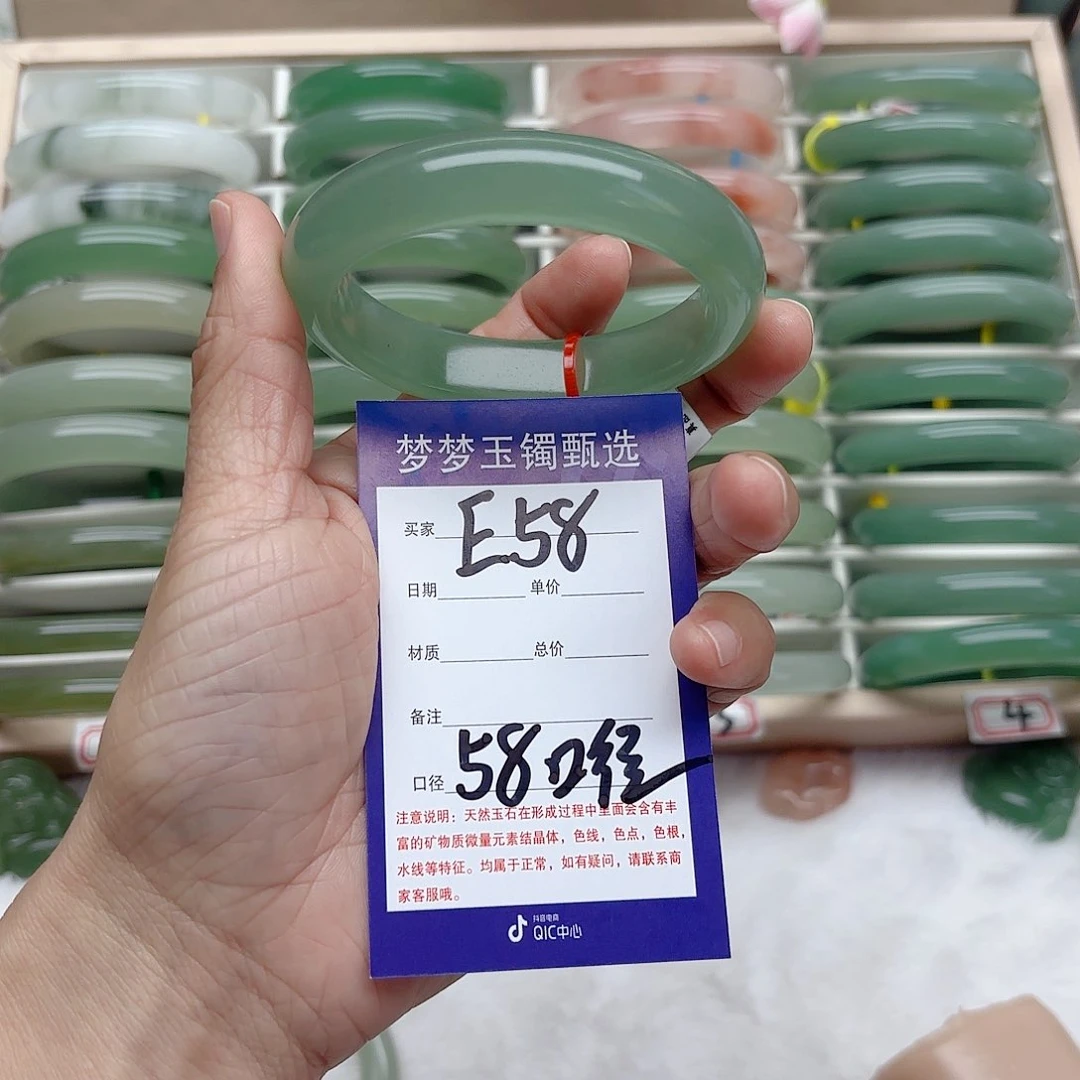 梦梦玉镯甄选
买家 E58
日期 单价
材质 总价
备注
口径 58口径
注意说明：天然玉石在形成过程中里面会含有丰
富的矿物质微量元素结晶体，色线，色点，色根，
水线等特征。均属于正常，如有疑问，请联系商
家客服哦。
抖音电商
QIC中心
4